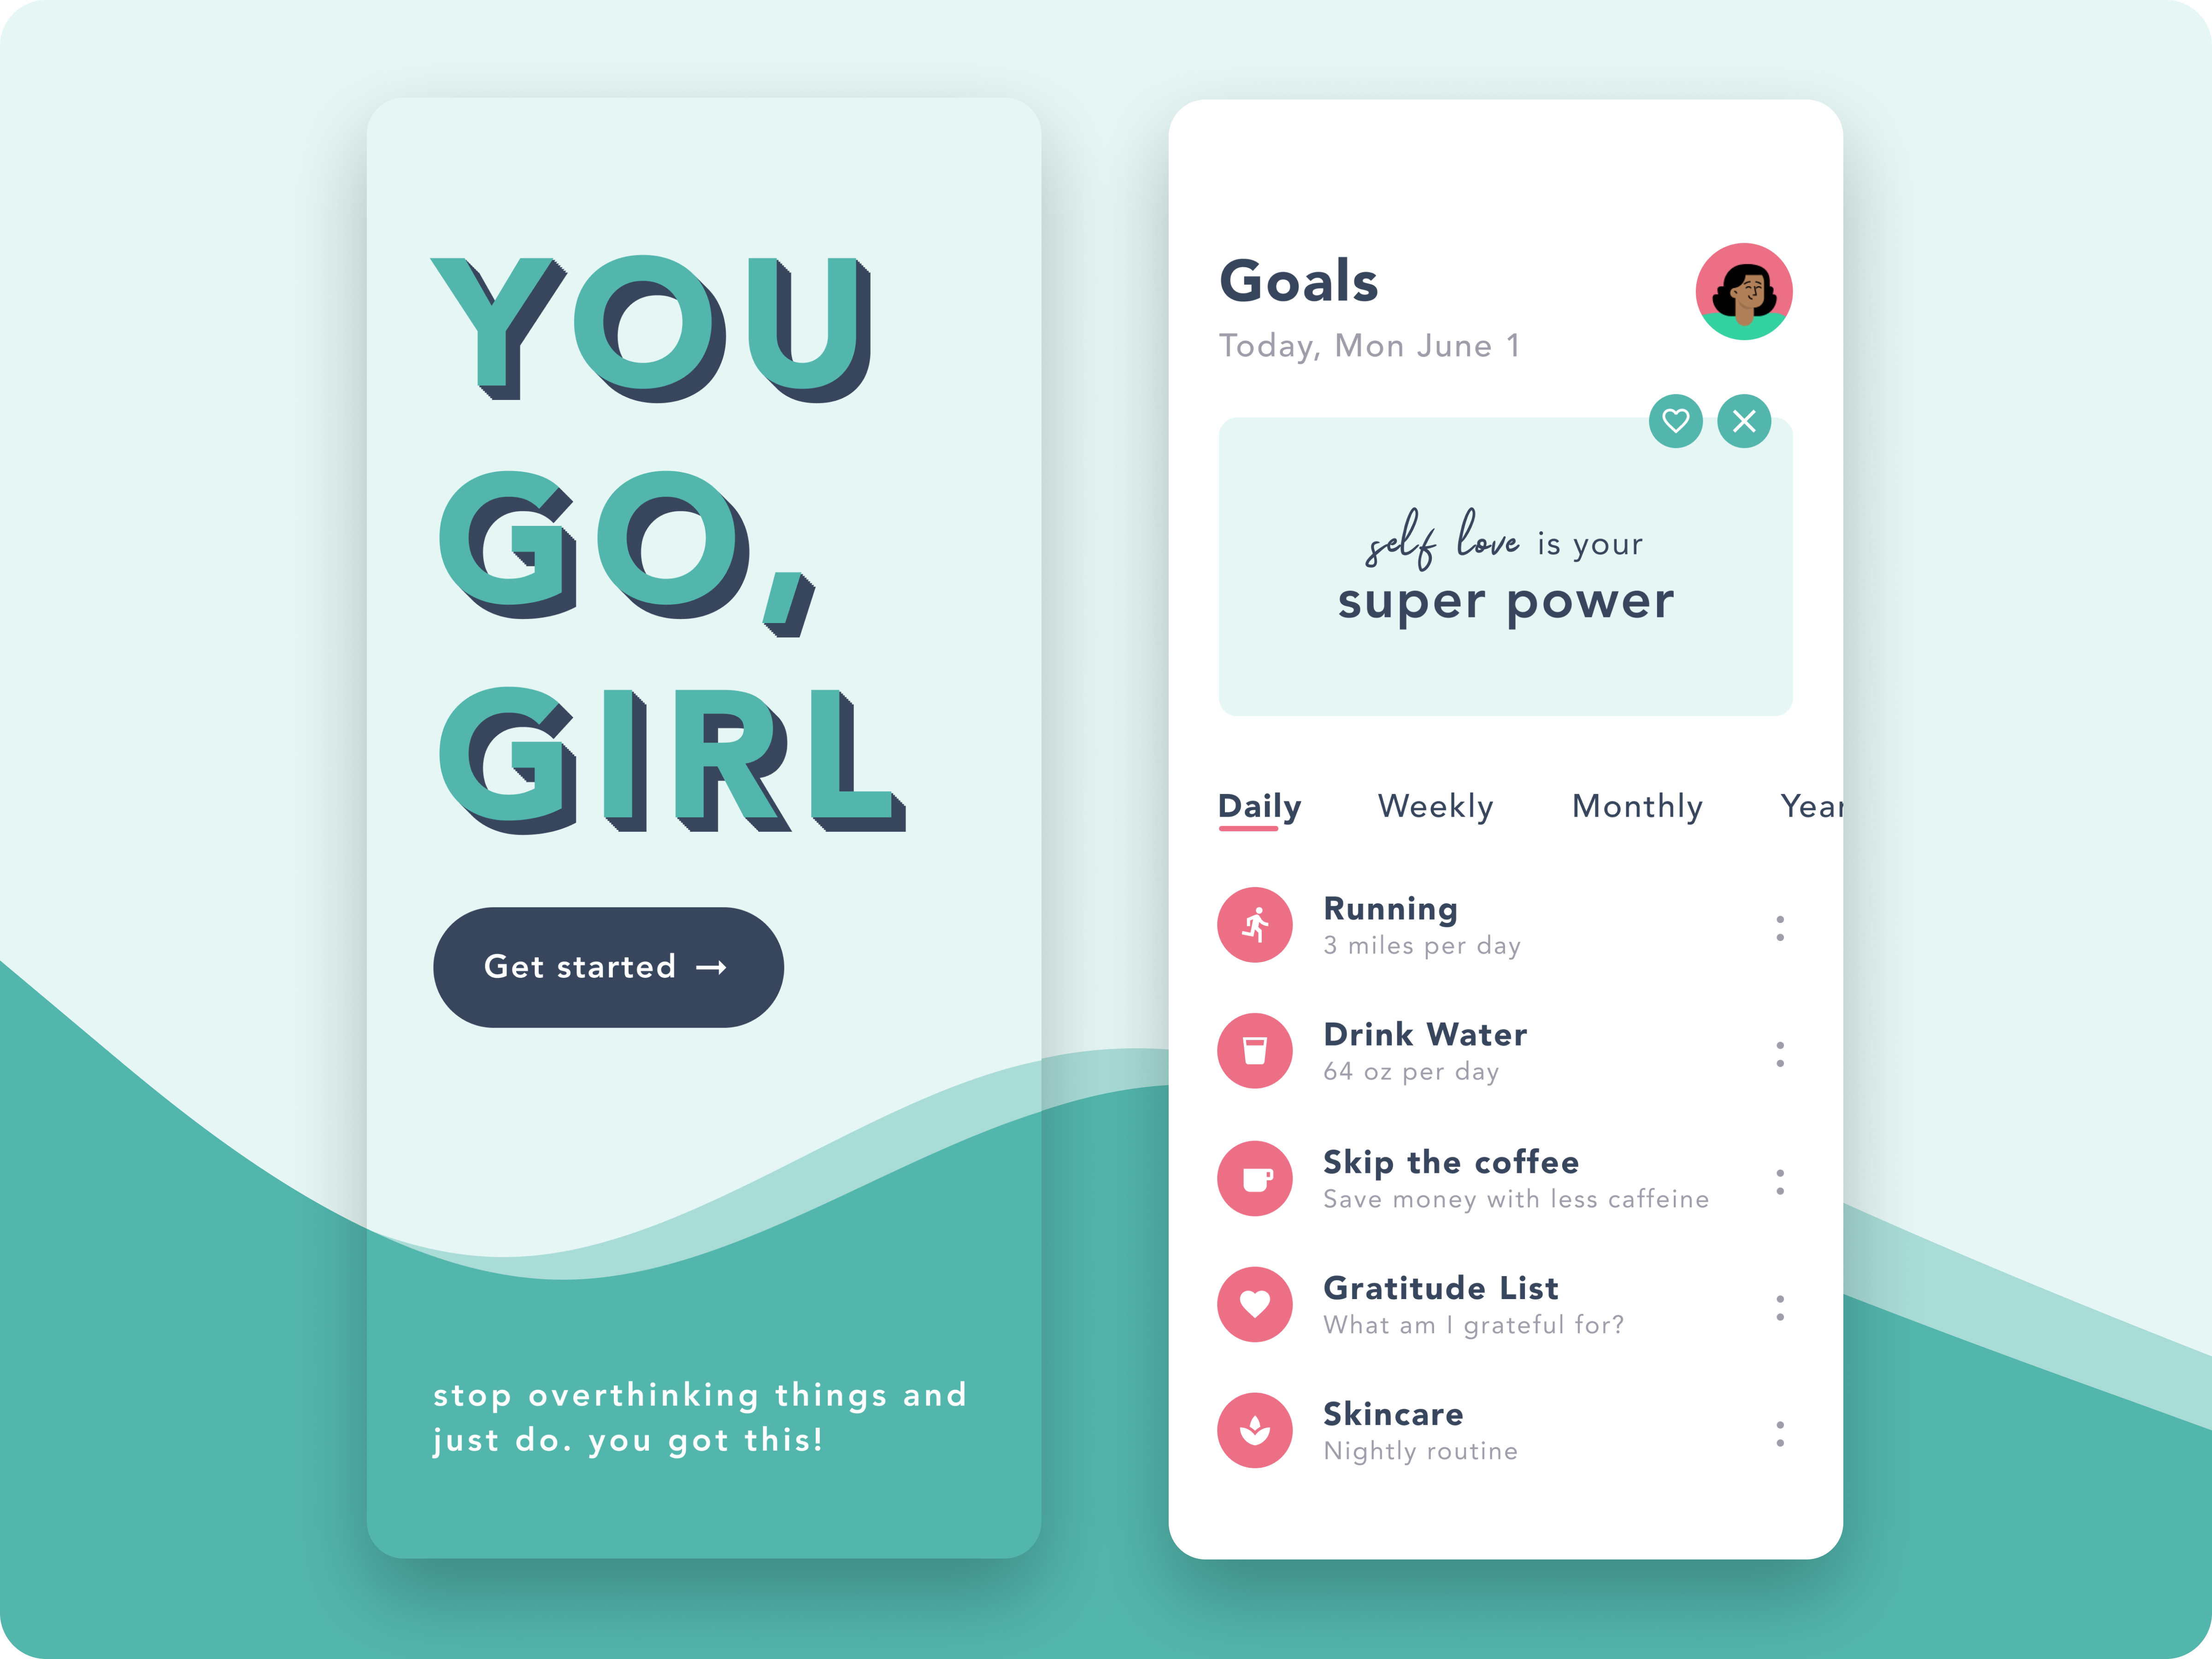 YOU
GO,
GIRL
Get started →
stop overthinking things and
just do. you got this!
Goals
Today, Mon June 1
self love is your
super power
Daily Weekly Monthly Year
Running
3 miles per day
Drink Water
64 oz per day
Skip the coffee
Save money with less caffeine
Gratitude List
What am I grateful for?
Skincare
Nightly routine